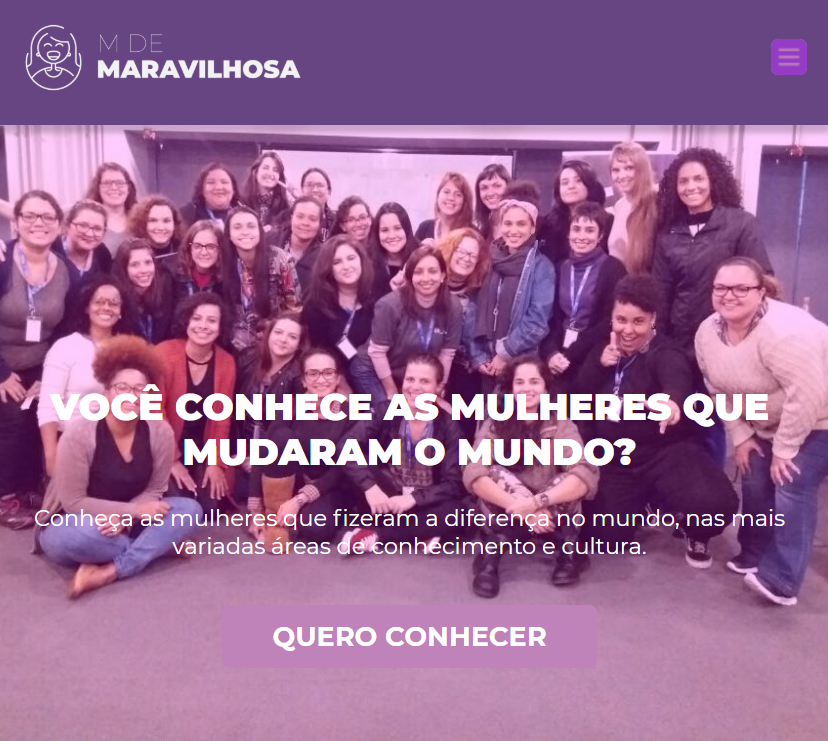 M DE
MARAVILHOSA
VOCÊ CONHECE AS MULHERES QUE
MUDARAM O MUNDO?
Conheça as mulheres que fizeram a diferença no mundo, nas mais
variadas áreas de conhecimento e cultura.
QUERO CONHECER